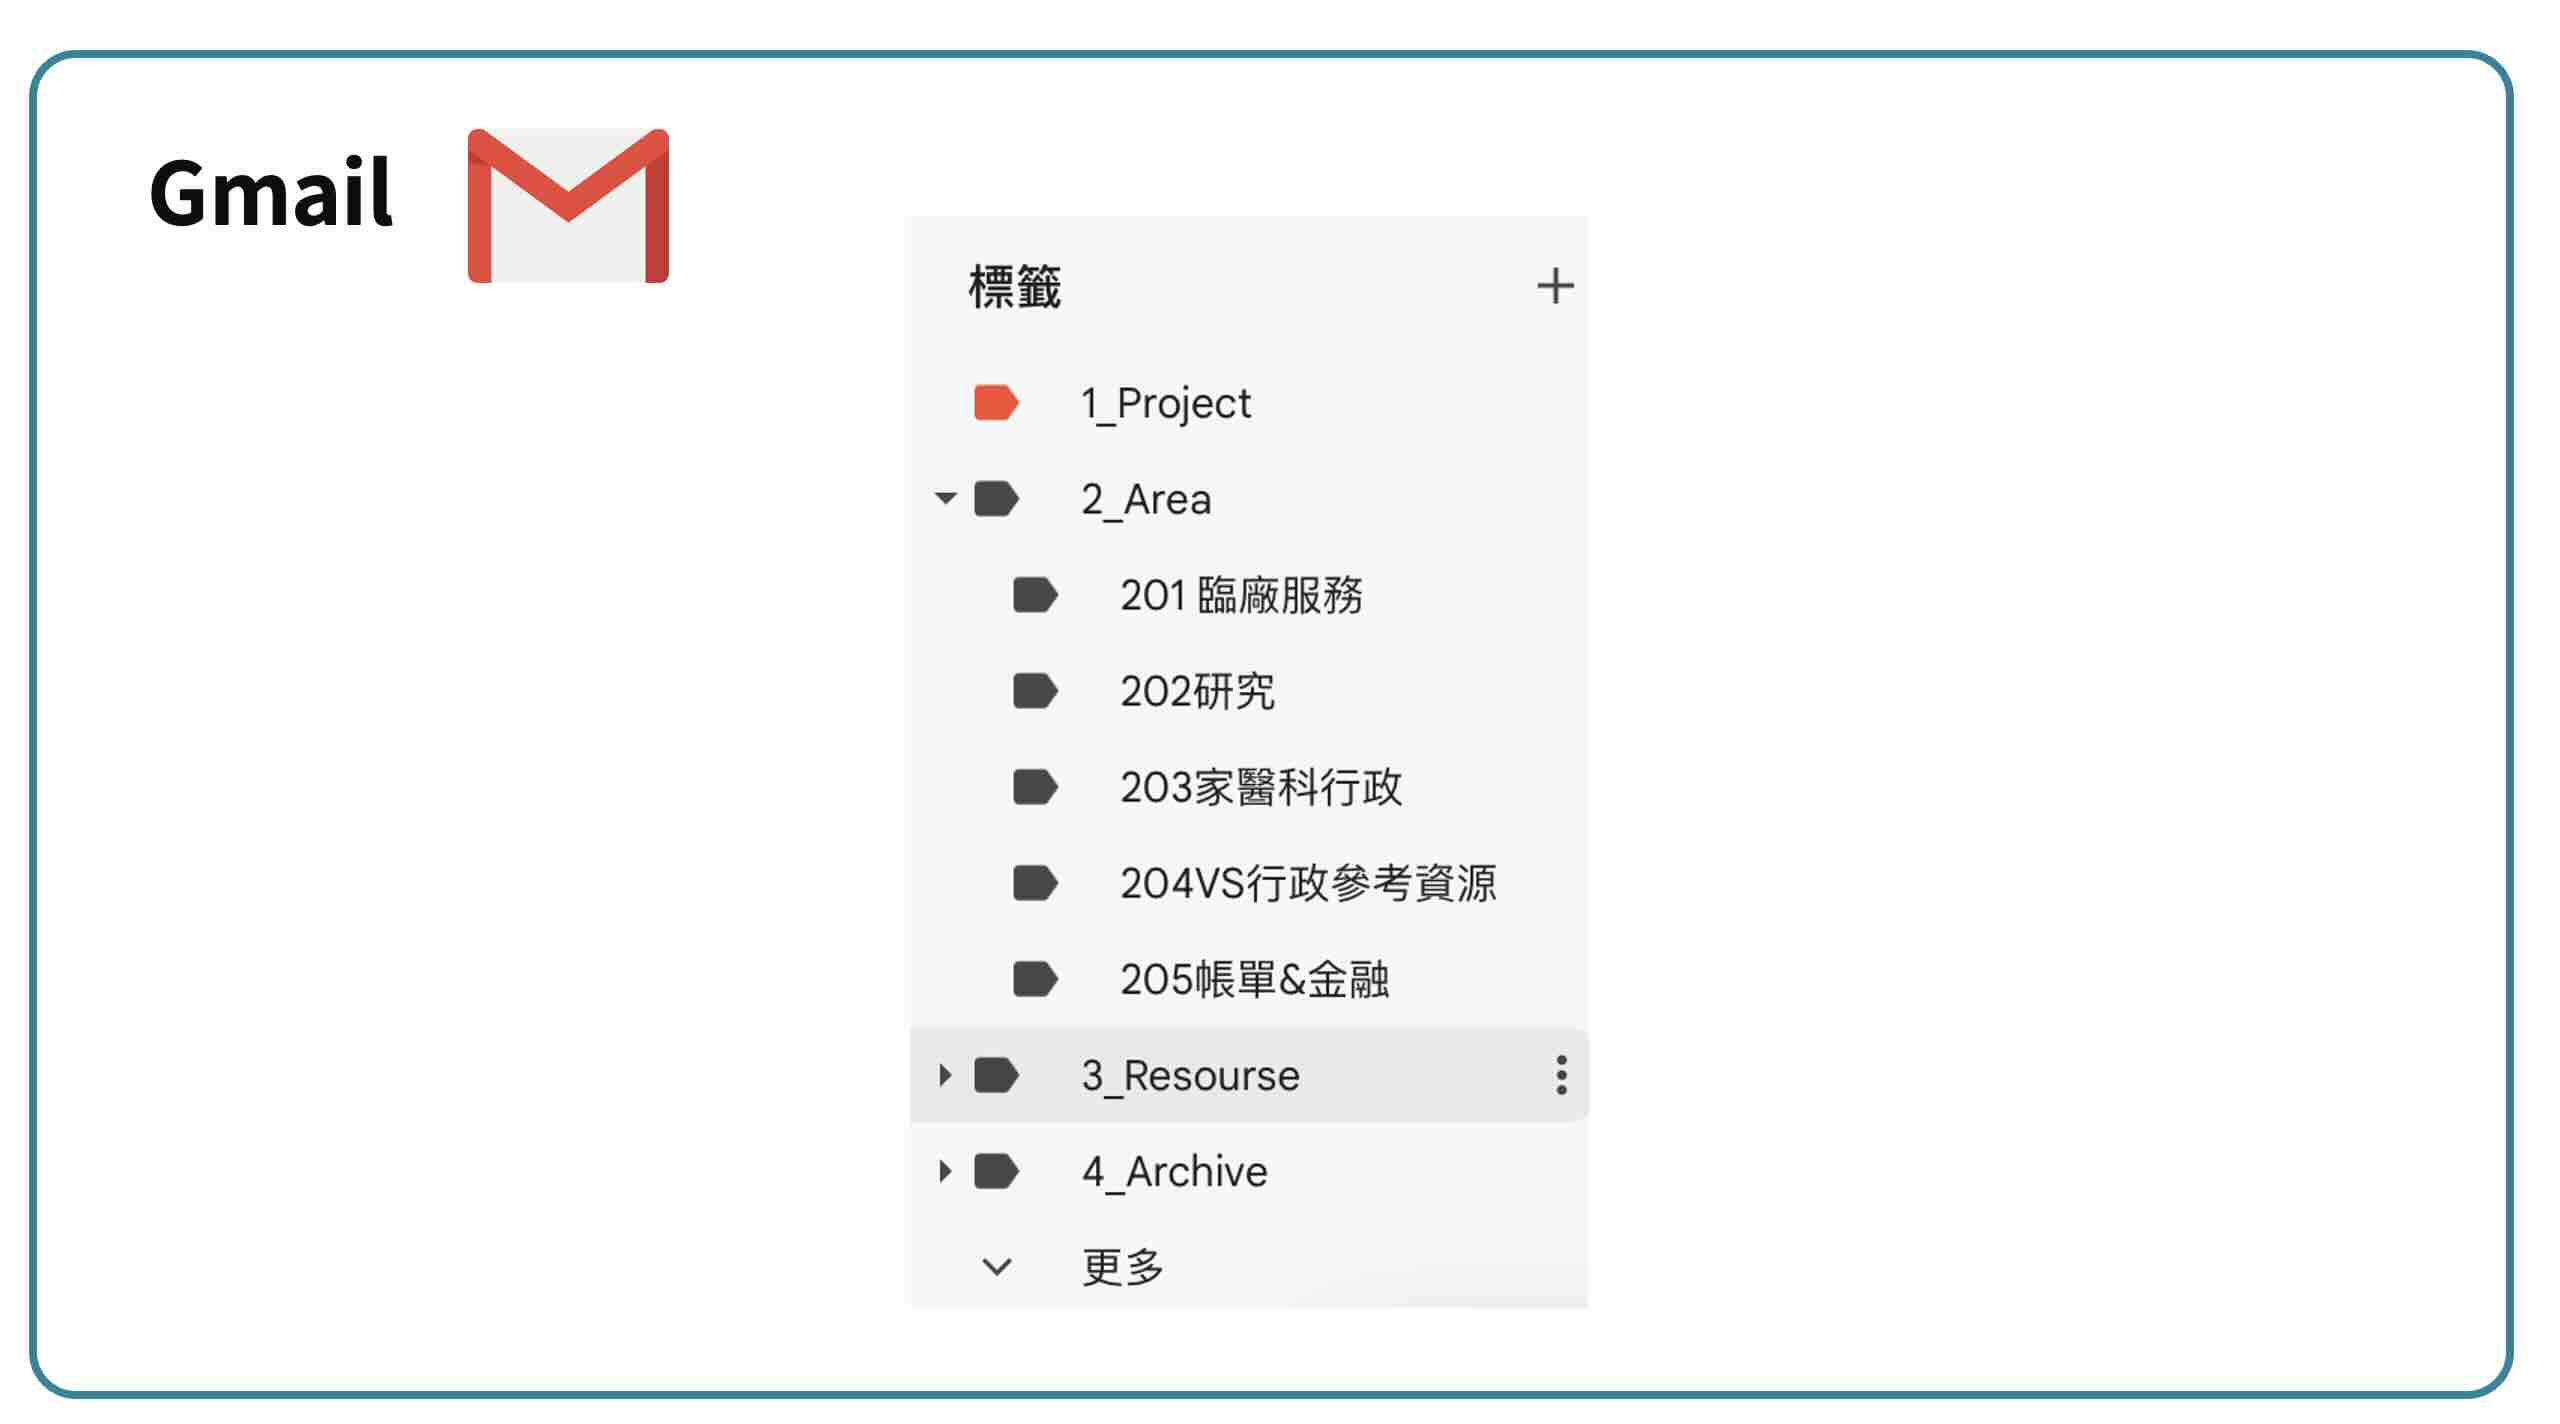 Gmail
標籤
1_Project
2_Area
201 臨廠服務
202研究
203家醫科行政
204VS行政參考資源
205帳單&金融
3_Resourse
4_Archive
更多